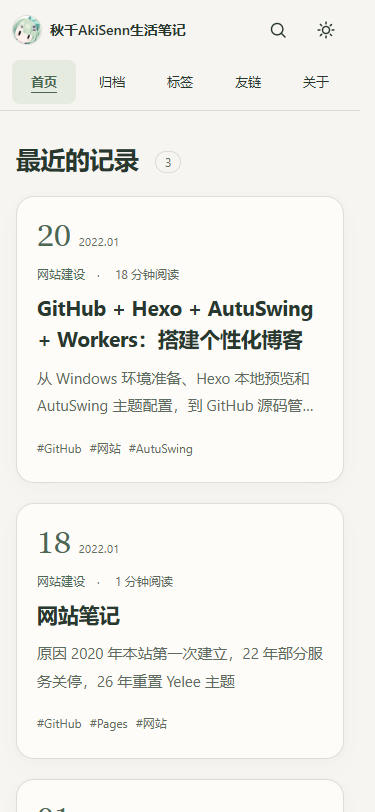 秋千AkiSenn生活笔记
首页 归档 标签 友链 关于
最近的记录 3
20 2022.01
网站建设 · 18 分钟阅读
GitHub + Hexo + AutuSwing
+ Workers：搭建个性化博客
从 Windows 环境准备、Hexo 本地预览和
AutuSwing 主题配置，到 GitHub 源码管...
#GitHub #网站 #AutuSwing
18 2022.01
网站建设 · 1 分钟阅读
网站笔记
原因 2020 年本站第一次建立，22 年部分服
务关停，26 年重置 Yelee 主题
#GitHub #Pages #网站